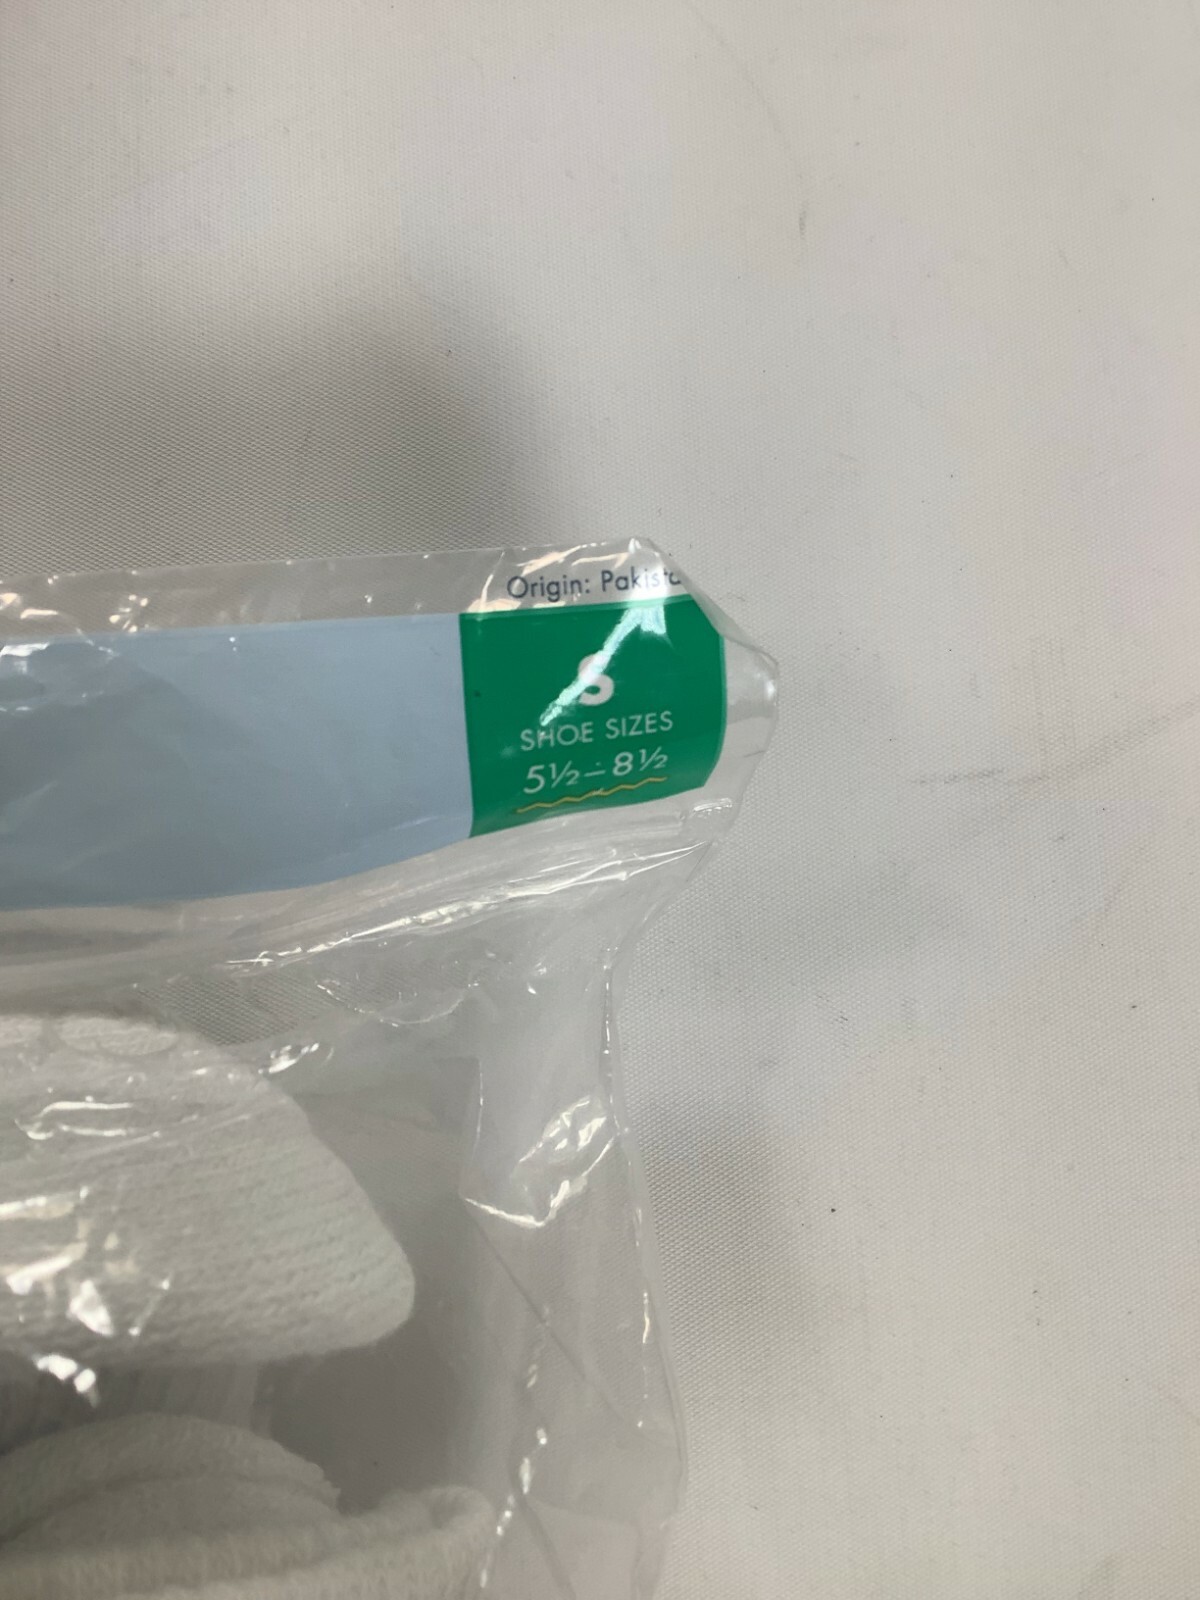 Origin: Pakista
S
SHOE SIZES
5½–8½